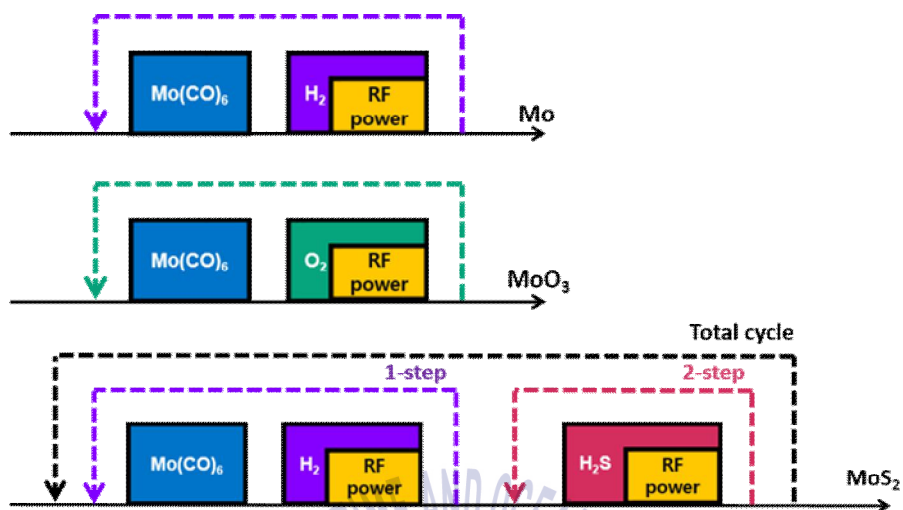 Mo(CO)₆
H₂
RF
power
Mo
Mo(CO)₆
O₂
RF
power
MoO₃
Total cycle
1-step
2-step
Mo(CO)₆
H₂
RF
power
H₂S
RF
power
MoS₂